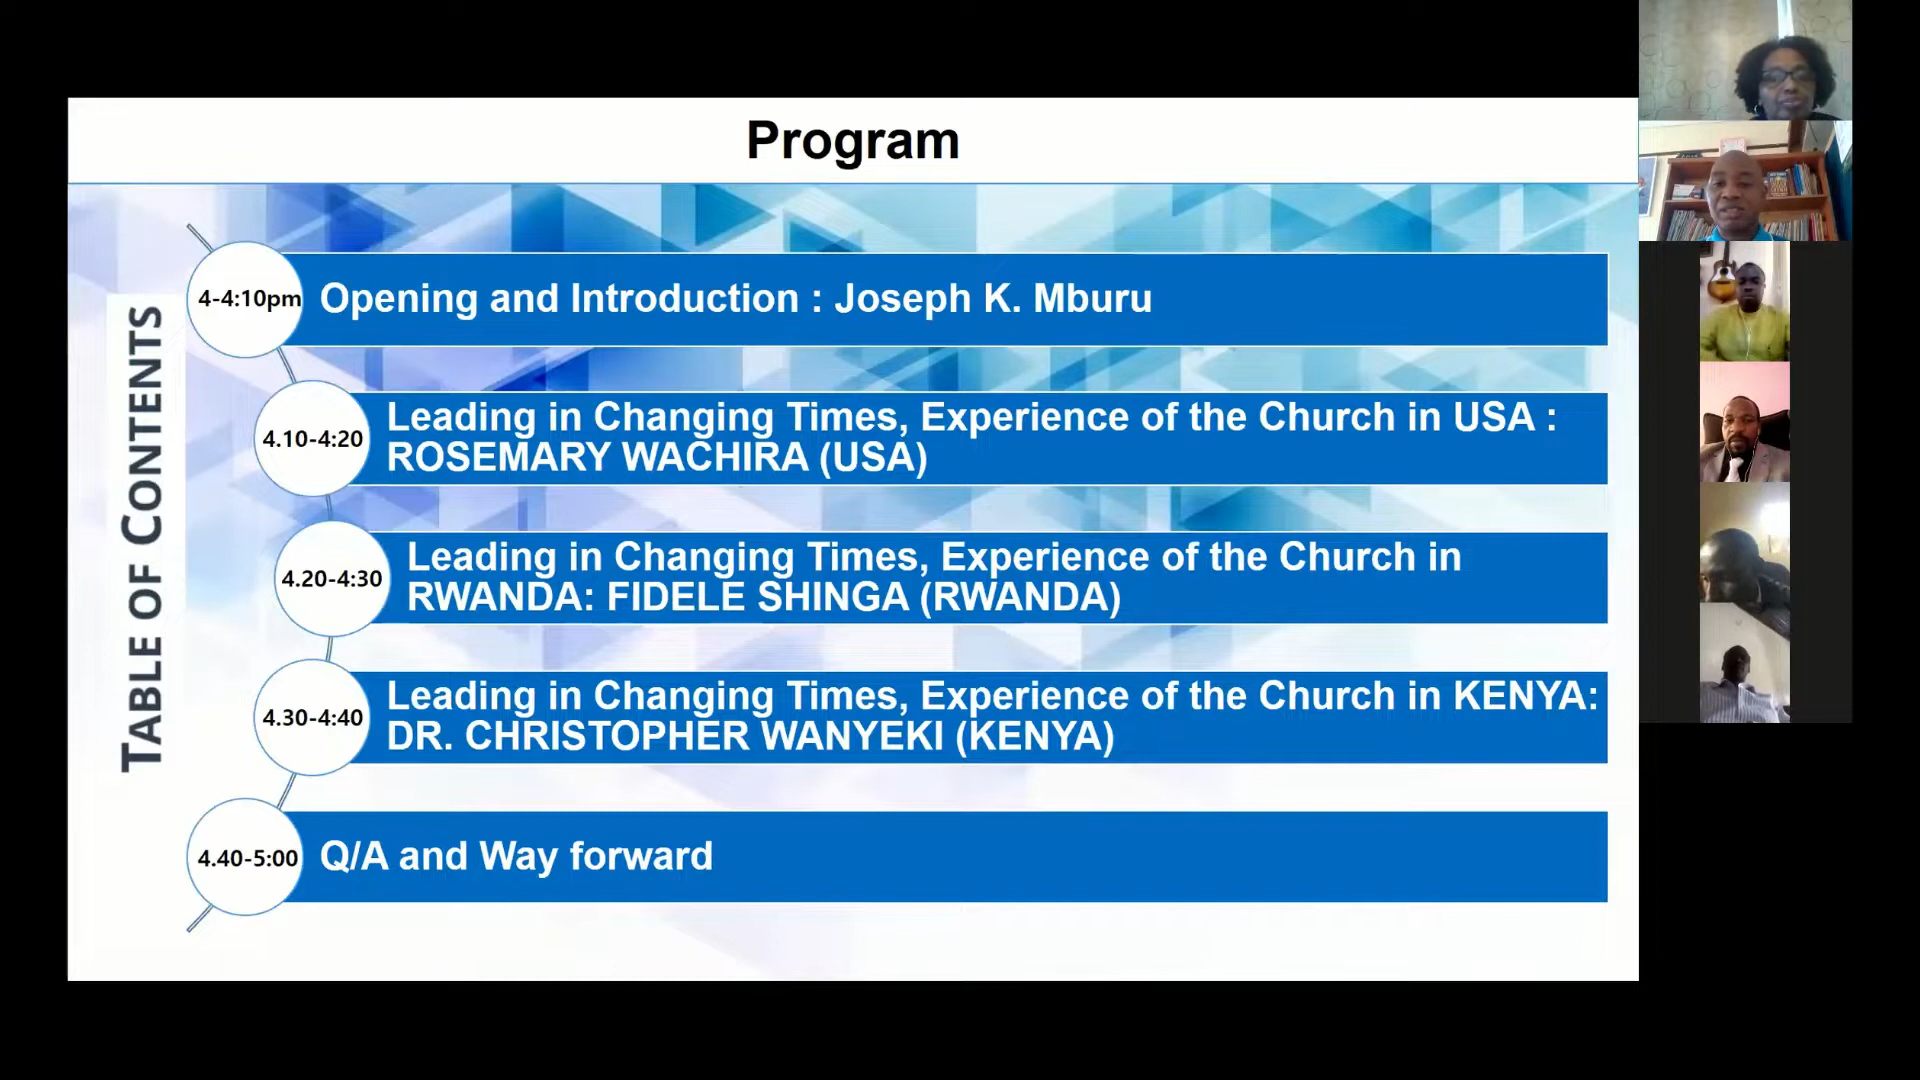 Program
TABLE OF CONTENTS
4-4:10pm
Opening and Introduction : Joseph K. Mburu
4.10-4:20
Leading in Changing Times, Experience of the Church in USA :
ROSEMARY WACHIRA (USA)
4.20-4:30
Leading in Changing Times, Experience of the Church in
RWANDA: FIDELE SHINGA (RWANDA)
4.30-4:40
Leading in Changing Times, Experience of the Church in KENYA:
DR. CHRISTOPHER WANYEKI (KENYA)
4.40-5:00
Q/A and Way forward